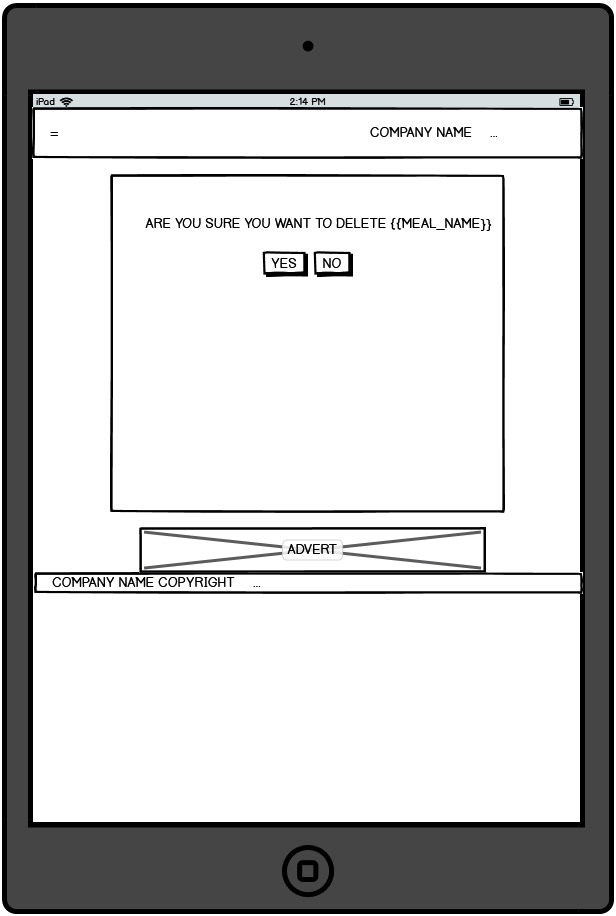 iPad 2:14 PM
= COMPANY NAME ...
ARE YOU SURE YOU WANT TO DELETE {{MEAL_NAME}}
YES NO
ADVERT
COMPANY NAME COPYRIGHT ...